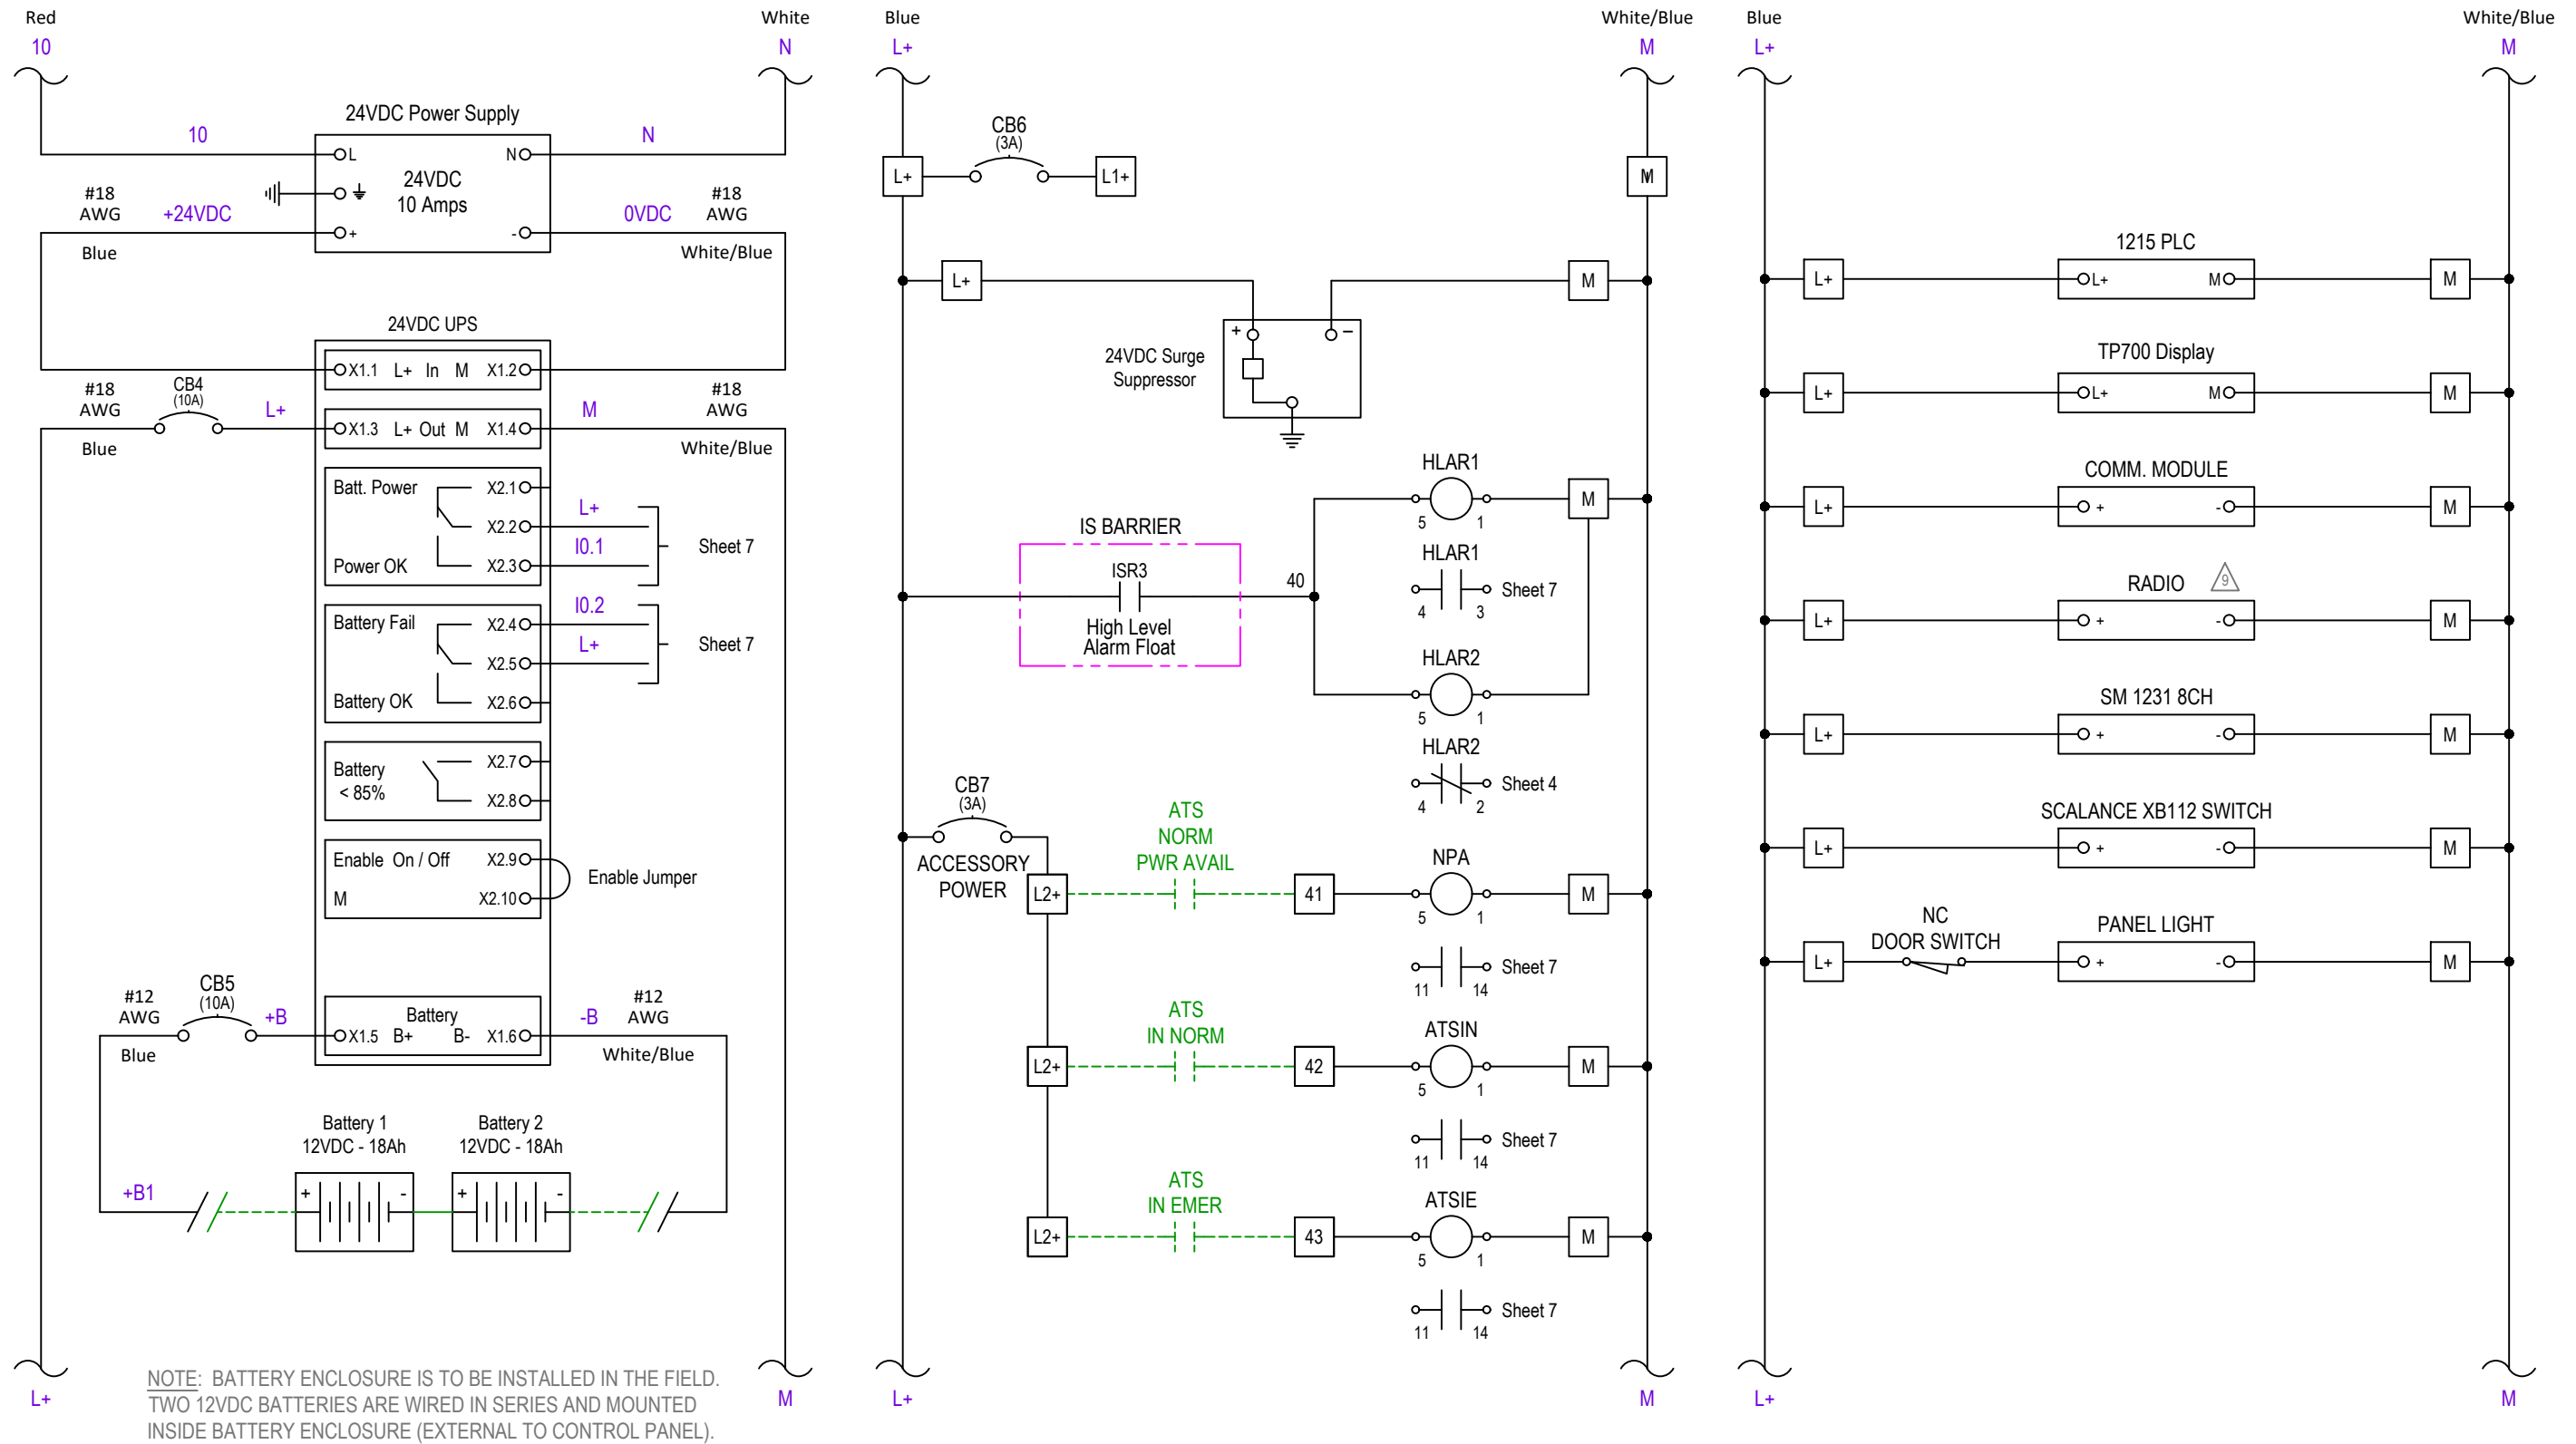 Red
White
10
N
24VDC Power Supply
10
N
L
N
24VDC
10 Amps
#18
AWG
+24VDC
0VDC
#18
AWG
+
-
Blue
White/Blue
24VDC UPS
X1.1 L+ In M X1.2
#18
AWG
CB4
(10A)
L+
M
#18
AWG
X1.3 L+ Out M X1.4
Blue
White/Blue
Batt. Power
X2.1
L+
X2.2
I0.1
Sheet 7
Power OK
X2.3
I0.2
Battery Fail
X2.4
L+
Sheet 7
X2.5
Battery OK
X2.6
Battery
< 85%
X2.7
X2.8
Enable On / Off
X2.9
Enable Jumper
M
X2.10
#12
AWG
CB5
(10A)
+B
Battery
-B
#12
AWG
X1.5 B+ B- X1.6
Blue
White/Blue
Battery 1
12VDC - 18Ah
Battery 2
12VDC - 18Ah
+B1
+ -
+ -
L+
M
NOTE: BATTERY ENCLOSURE IS TO BE INSTALLED IN THE FIELD.
TWO 12VDC BATTERIES ARE WIRED IN SERIES AND MOUNTED
INSIDE BATTERY ENCLOSURE (EXTERNAL TO CONTROL PANEL).
Blue
White/Blue
L+
M
CB6
(3A)
L+
L1+
M
L+
M
+ −
24VDC Surge
Suppressor
HLAR1
M
5 1
IS BARRIER
ISR3
40
High Level
Alarm Float
HLAR1
Sheet 7
4 3
HLAR2
5 1
HLAR2
Sheet 4
4 2
CB7
(3A)
ACCESSORY
POWER
ATS
NORM
PWR AVAIL
NPA
L2+
41
M
5 1
Sheet 7
11 14
ATS
IN NORM
ATSIN
L2+
42
M
5 1
Sheet 7
11 14
ATS
IN EMER
ATSIE
L2+
43
M
5 1
Sheet 7
11 14
L+
M
Blue
White/Blue
L+
M
1215 PLC
L+
L+ M
M
TP700 Display
L+
L+ M
M
COMM. MODULE
L+
+ -
M
RADIO
9
L+
+ -
M
SM 1231 8CH
L+
+ -
M
SCALANCE XB112 SWITCH
L+
+ -
M
NC
DOOR SWITCH
PANEL LIGHT
L+
+ -
M
L+
M